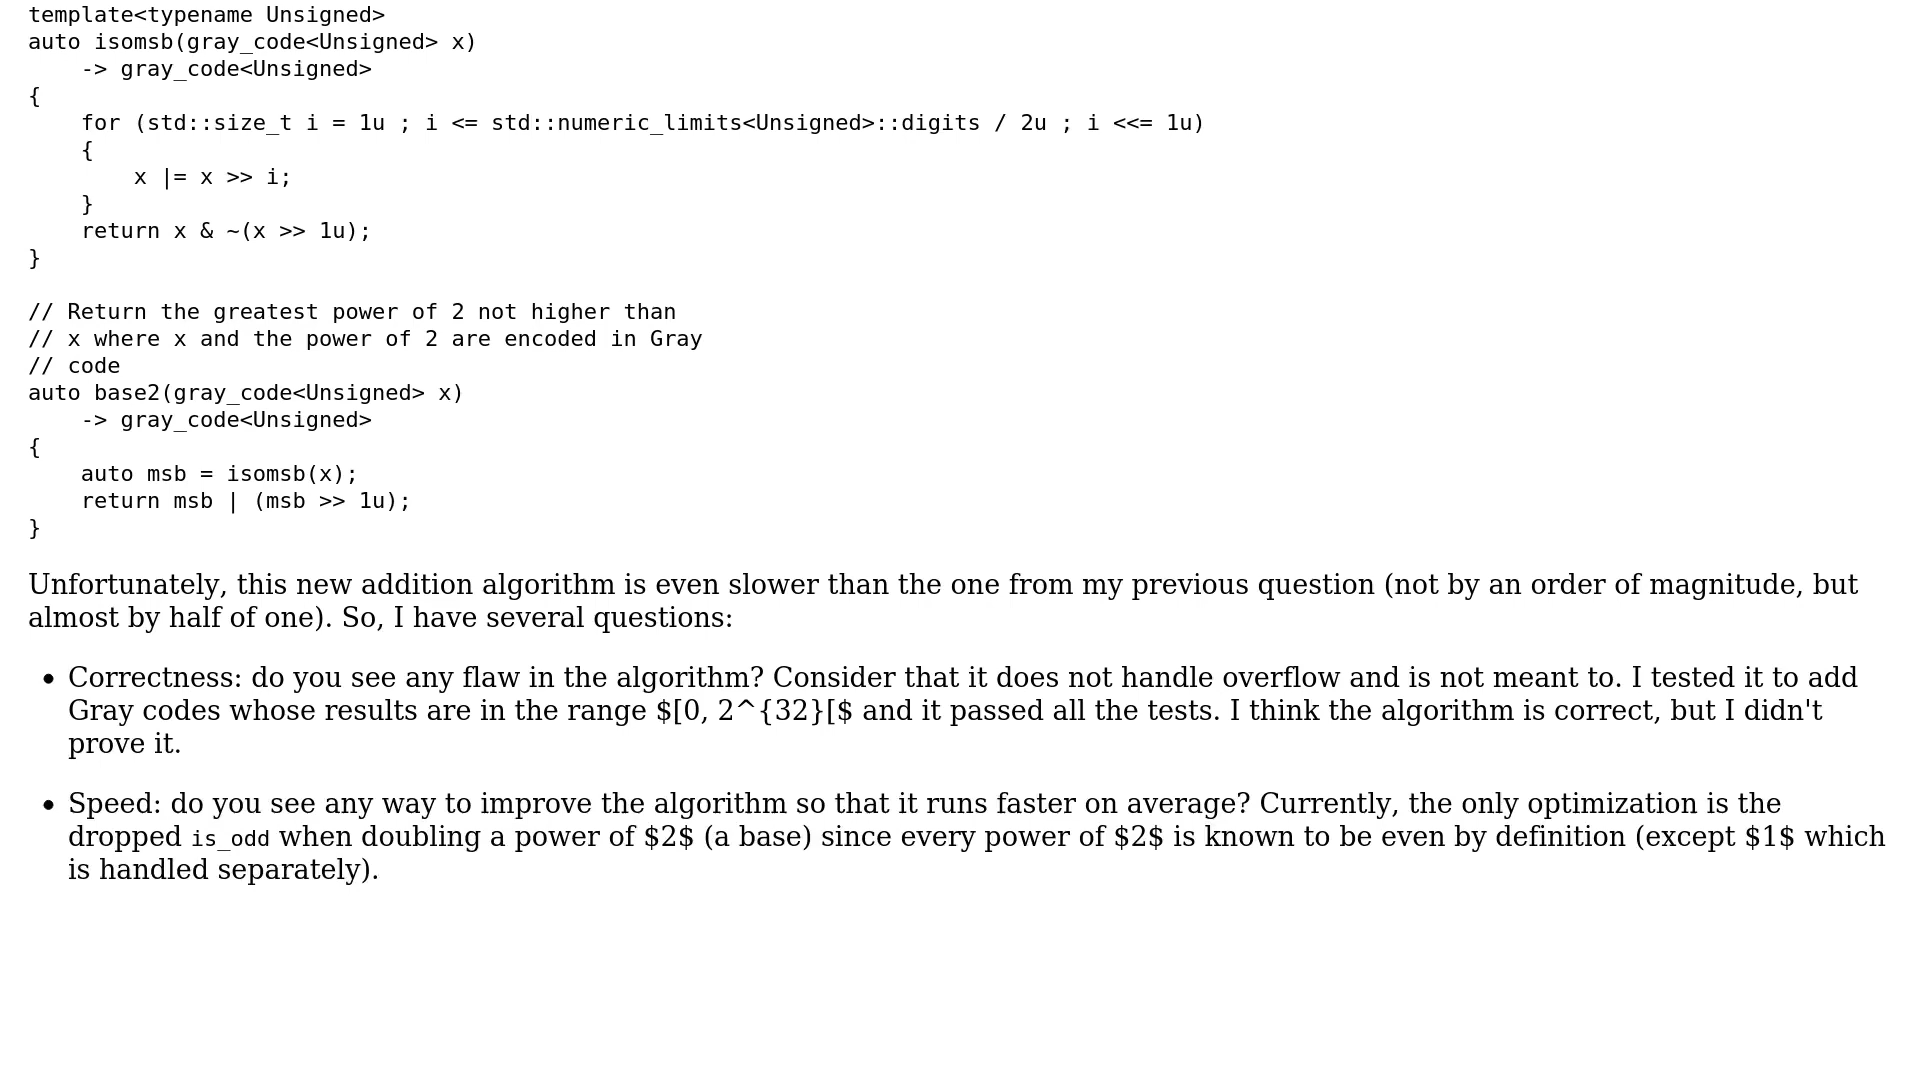 template<typename Unsigned>
auto isomsb(gray_code<Unsigned> x)
    -> gray_code<Unsigned>
{
    for (std::size_t i = 1u ; i <= std::numeric_limits<Unsigned>::digits / 2u ; i <<= 1u)
    {
        x |= x >> i;
    }
    return x & ~(x >> 1u);
}

// Return the greatest power of 2 not higher than
// x where x and the power of 2 are encoded in Gray
// code
auto base2(gray_code<Unsigned> x)
    -> gray_code<Unsigned>
{
    auto msb = isomsb(x);
    return msb | (msb >> 1u);
}

Unfortunately, this new addition algorithm is even slower than the one from my previous question (not by an order of magnitude, but
almost by half of one). So, I have several questions:

• Correctness: do you see any flaw in the algorithm? Consider that it does not handle overflow and is not meant to. I tested it to add
Gray codes whose results are in the range $[0, 2^{32}[$ and it passed all the tests. I think the algorithm is correct, but I didn't
prove it.

• Speed: do you see any way to improve the algorithm so that it runs faster on average? Currently, the only optimization is the
dropped is_odd when doubling a power of $2$ (a base) since every power of $2$ is known to be even by definition (except $1$ which
is handled separately).